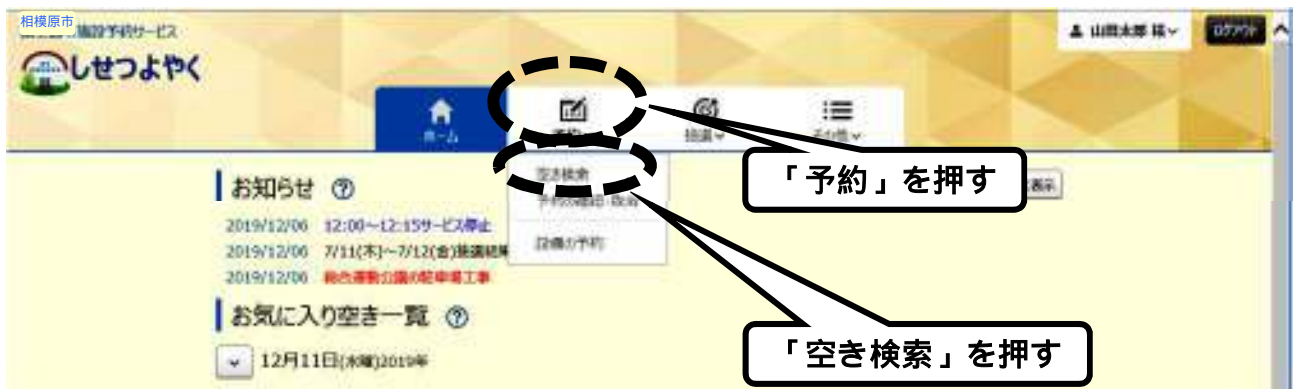 相模原市 施設予約サービス
しせつよやく
山田太郎 様
ログアウト
ホーム
予約
抽選
その他
空き検索
予約の確認・取消
設備の予約
「予約」を押す
表示
お知らせ
2019/12/06 12:00~12:15サービス停止
2019/12/06 7/11(木)~7/12(金)抽選結果
2019/12/06 総合運動公園の駐車場工事
お気に入り空き一覧
「空き検索」を押す
12月11日(水曜)2019年